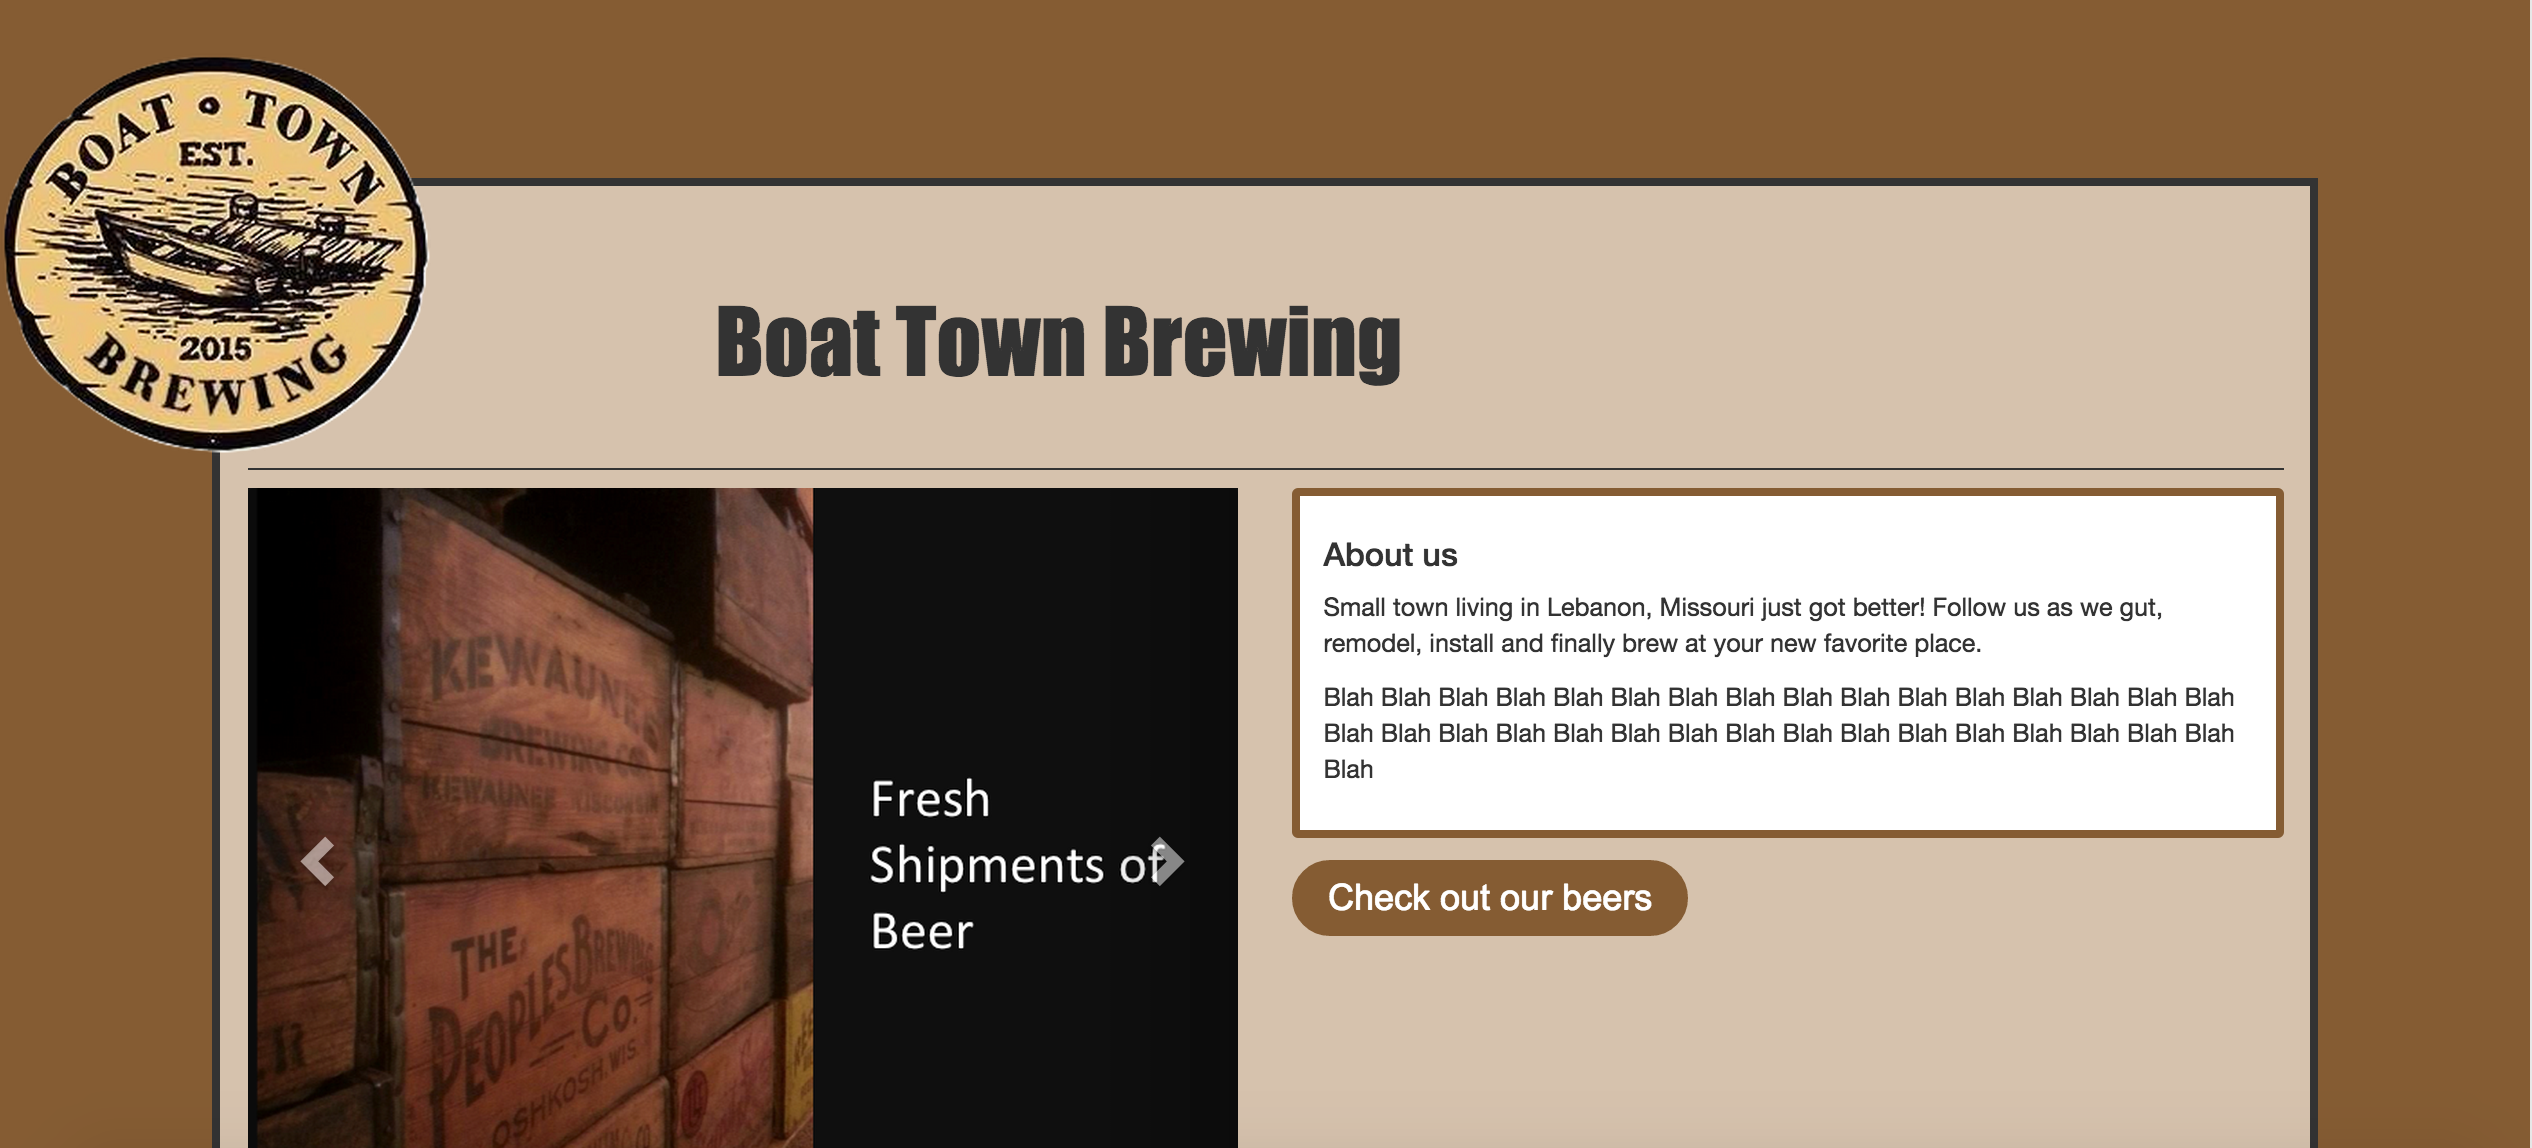 BOAT • TOWN
EST.
2015
BREWING
Boat Town Brewing
KEWAUNEE
BREWING CO.
KEWAUNEE WISCONSIN
THE
PEOPLES BREWING
CO.
OSHKOSH, WIS.
Fresh
Shipments of
Beer
About us
Small town living in Lebanon, Missouri just got better! Follow us as we gut,
remodel, install and finally brew at your new favorite place.
Blah Blah Blah Blah Blah Blah Blah Blah Blah Blah Blah Blah Blah Blah Blah Blah
Blah Blah Blah Blah Blah Blah Blah Blah Blah Blah Blah Blah Blah Blah Blah Blah
Blah
Check out our beers